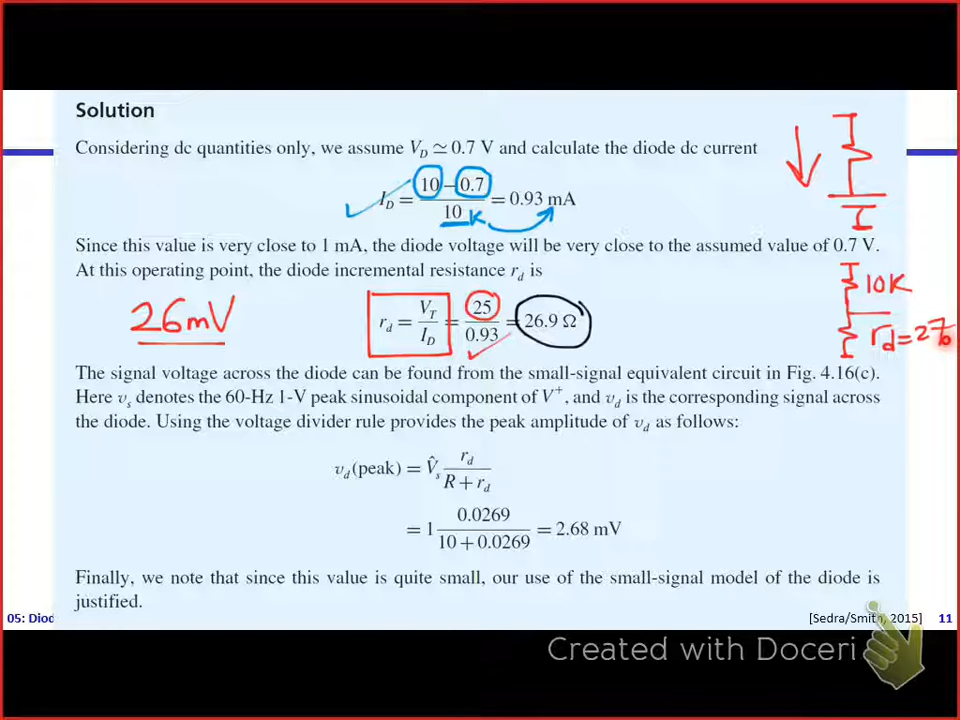 Solution
Considering dc quantities only, we assume V_D ≃ 0.7 V and calculate the diode dc current
I_D = (10 − 0.7) / 10 K = 0.93 mA
I
Since this value is very close to 1 mA, the diode voltage will be very close to the assumed value of 0.7 V.
At this operating point, the diode incremental resistance r_d is
10K
26mV
r_d = V_T / I_D = 25 / 0.93 = 26.9 Ω
r_d=27
The signal voltage across the diode can be found from the small-signal equivalent circuit in Fig. 4.16(c).
Here v_s denotes the 60-Hz 1-V peak sinusoidal component of V⁺, and v_d is the corresponding signal across
the diode. Using the voltage divider rule provides the peak amplitude of v_d as follows:
v_d(peak) = V̂_s r_d / (R + r_d)
= 1 0.0269 / (10 + 0.0269) = 2.68 mV
Finally, we note that since this value is quite small, our use of the small-signal model of the diode is
justified.
05: Diod
[Sedra/Smith, 2015] 11
Created with Doceri